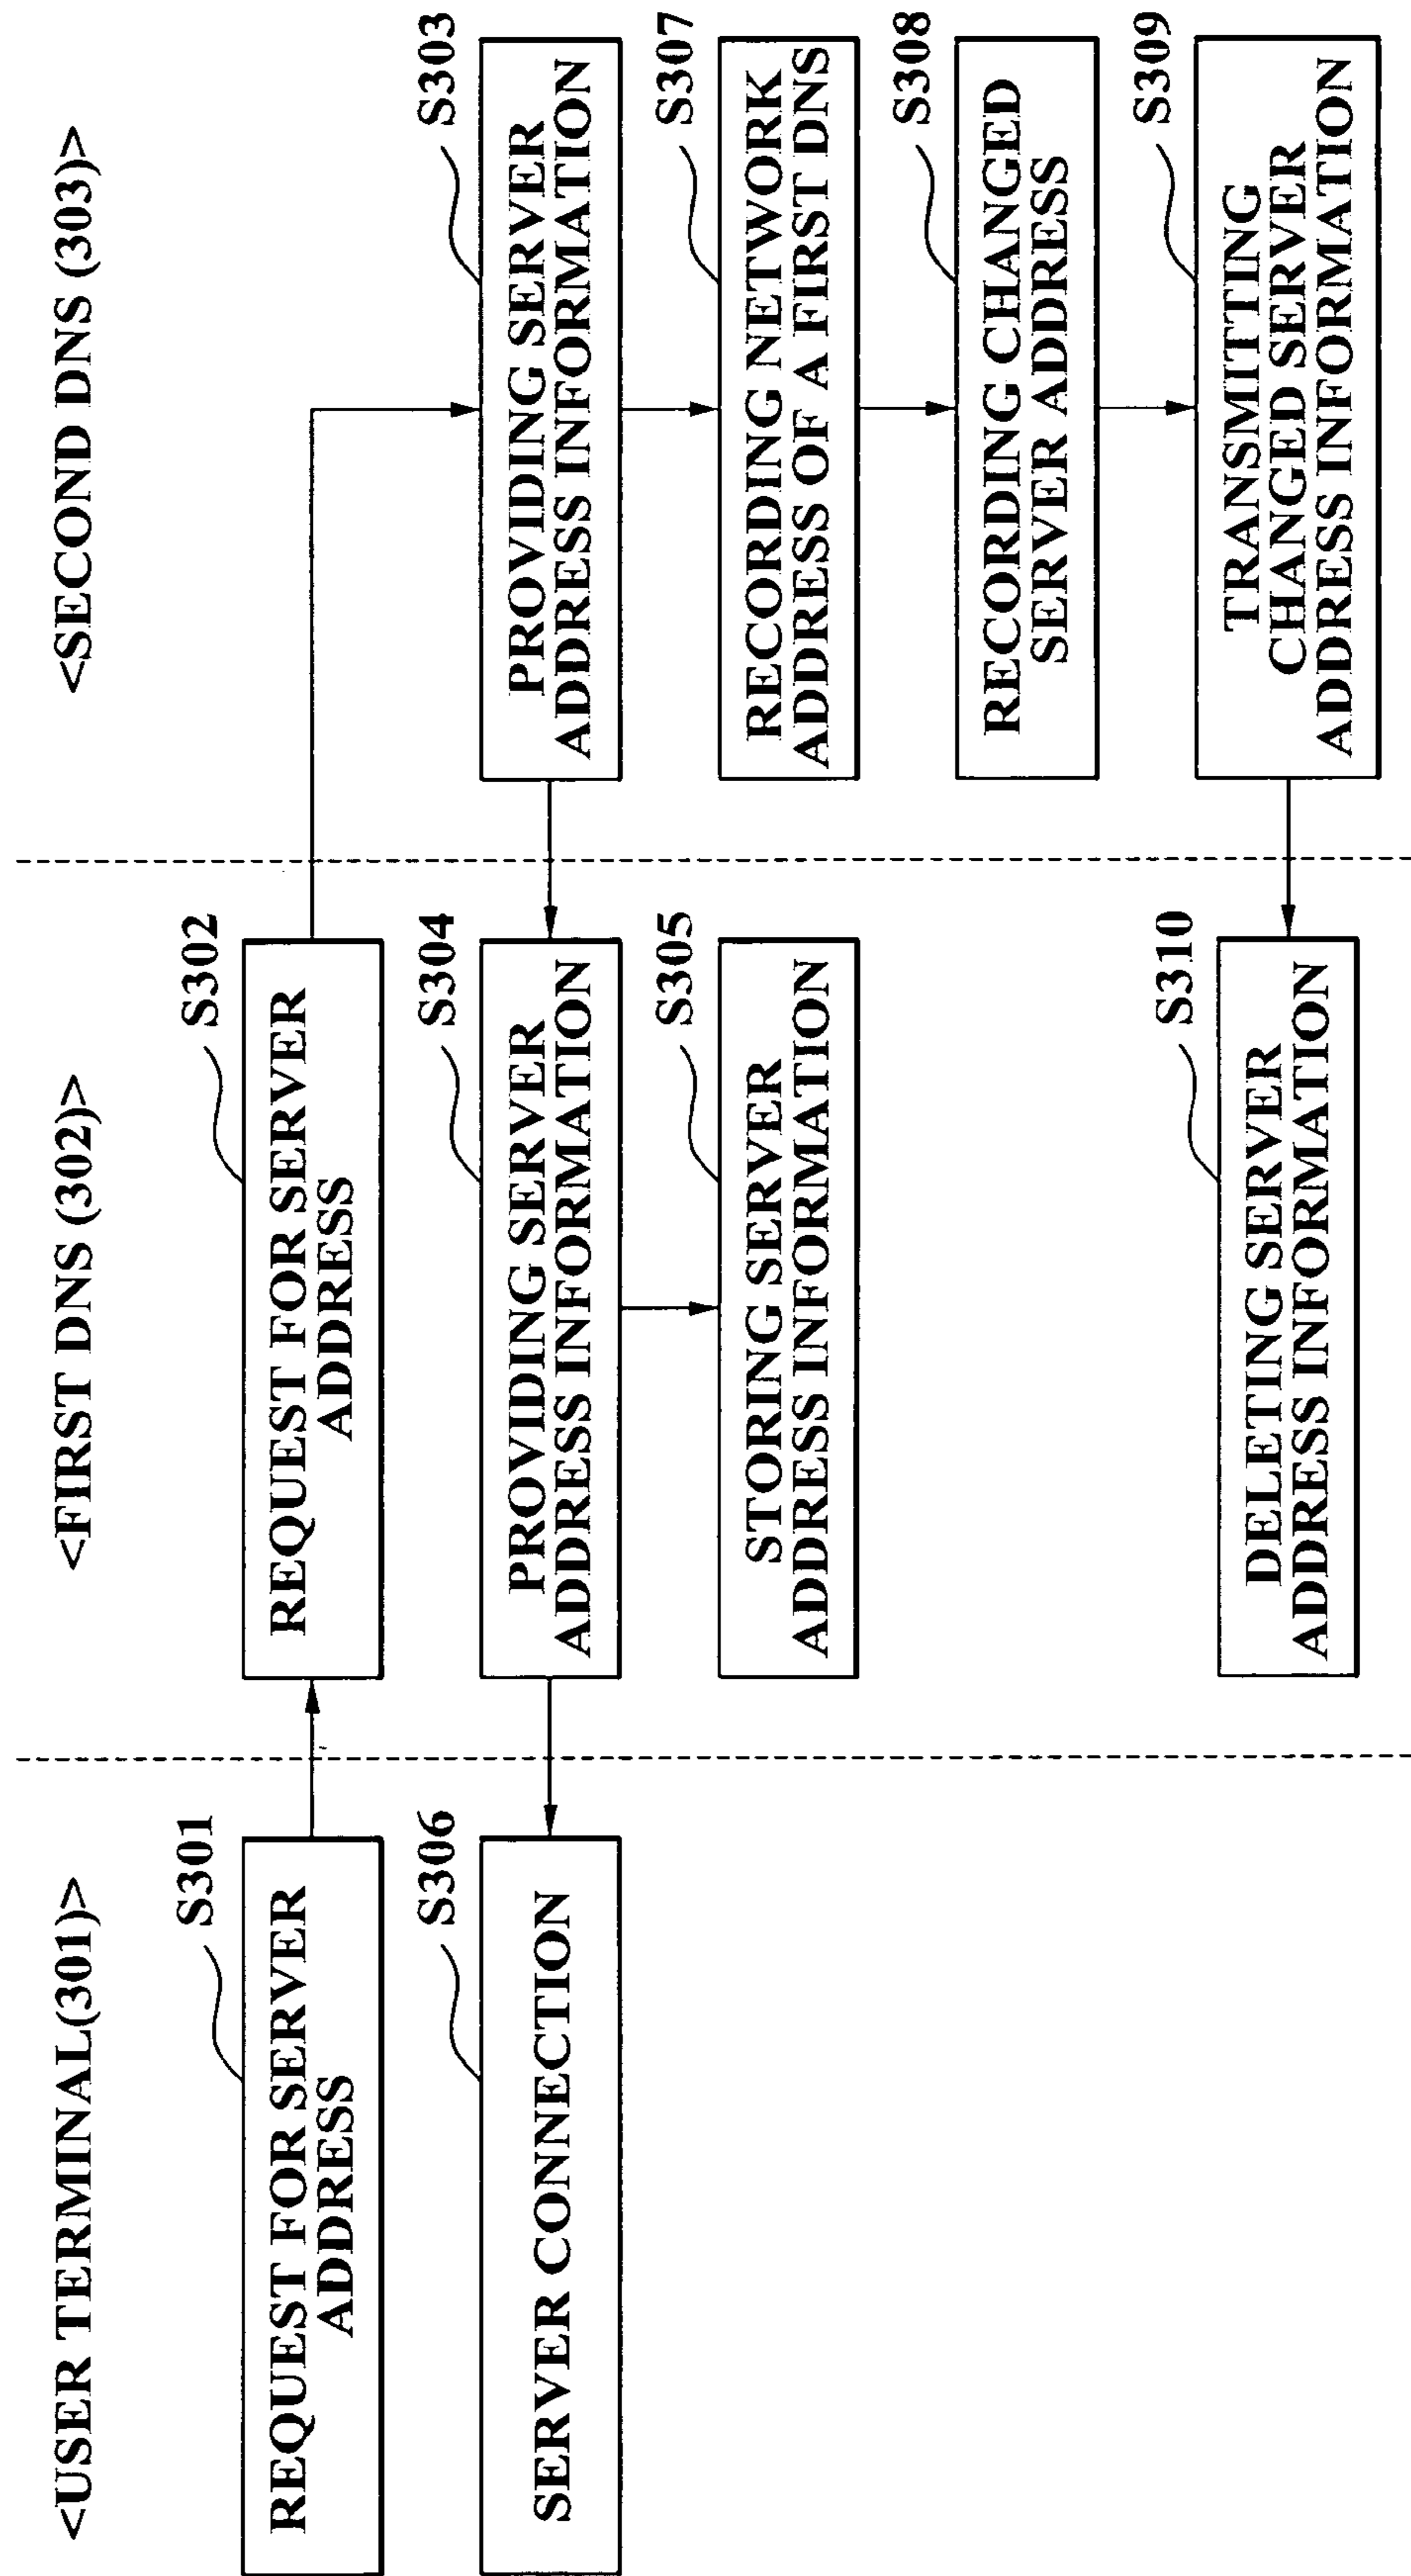 <USER TERMINAL(301)>
<FIRST DNS (302)>
<SECOND DNS (303)>
S301
REQUEST FOR SERVER
ADDRESS
S302
REQUEST FOR SERVER
ADDRESS
S306
SERVER CONNECTION
S304
PROVIDING SERVER
ADDRESS INFORMATION
S303
PROVIDING SERVER
ADDRESS INFORMATION
S305
STORING SERVER
ADDRESS INFORMATION
S307
RECORDING NETWORK
ADDRESS OF A FIRST DNS
S308
RECORDING CHANGED
SERVER ADDRESS
S310
DELETING SERVER
ADDRESS INFORMATION
S309
TRANSMITTING
CHANGED SERVER
ADDRESS INFORMATION